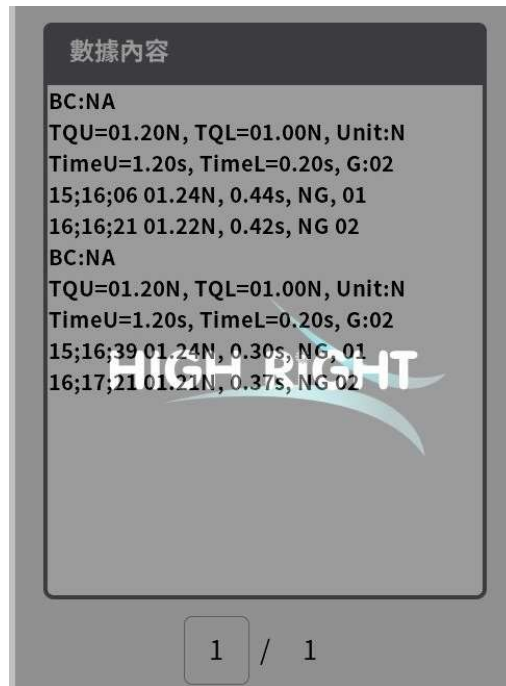 數據內容
BC:NA
TQU=01.20N, TQL=01.00N, Unit:N
TimeU=1.20s, TimeL=0.20s, G:02
15;16;06 01.24N, 0.44s, NG, 01
16;16;21 01.22N, 0.42s, NG 02
BC:NA
TQU=01.20N, TQL=01.00N, Unit:N
TimeU=1.20s, TimeL=0.20s, G:02
15;16;39 01.24N, 0.30s, NG, 01
16;17;21 01.21N, 0.37s, NG 02
HIGH RIGHT
1 / 1